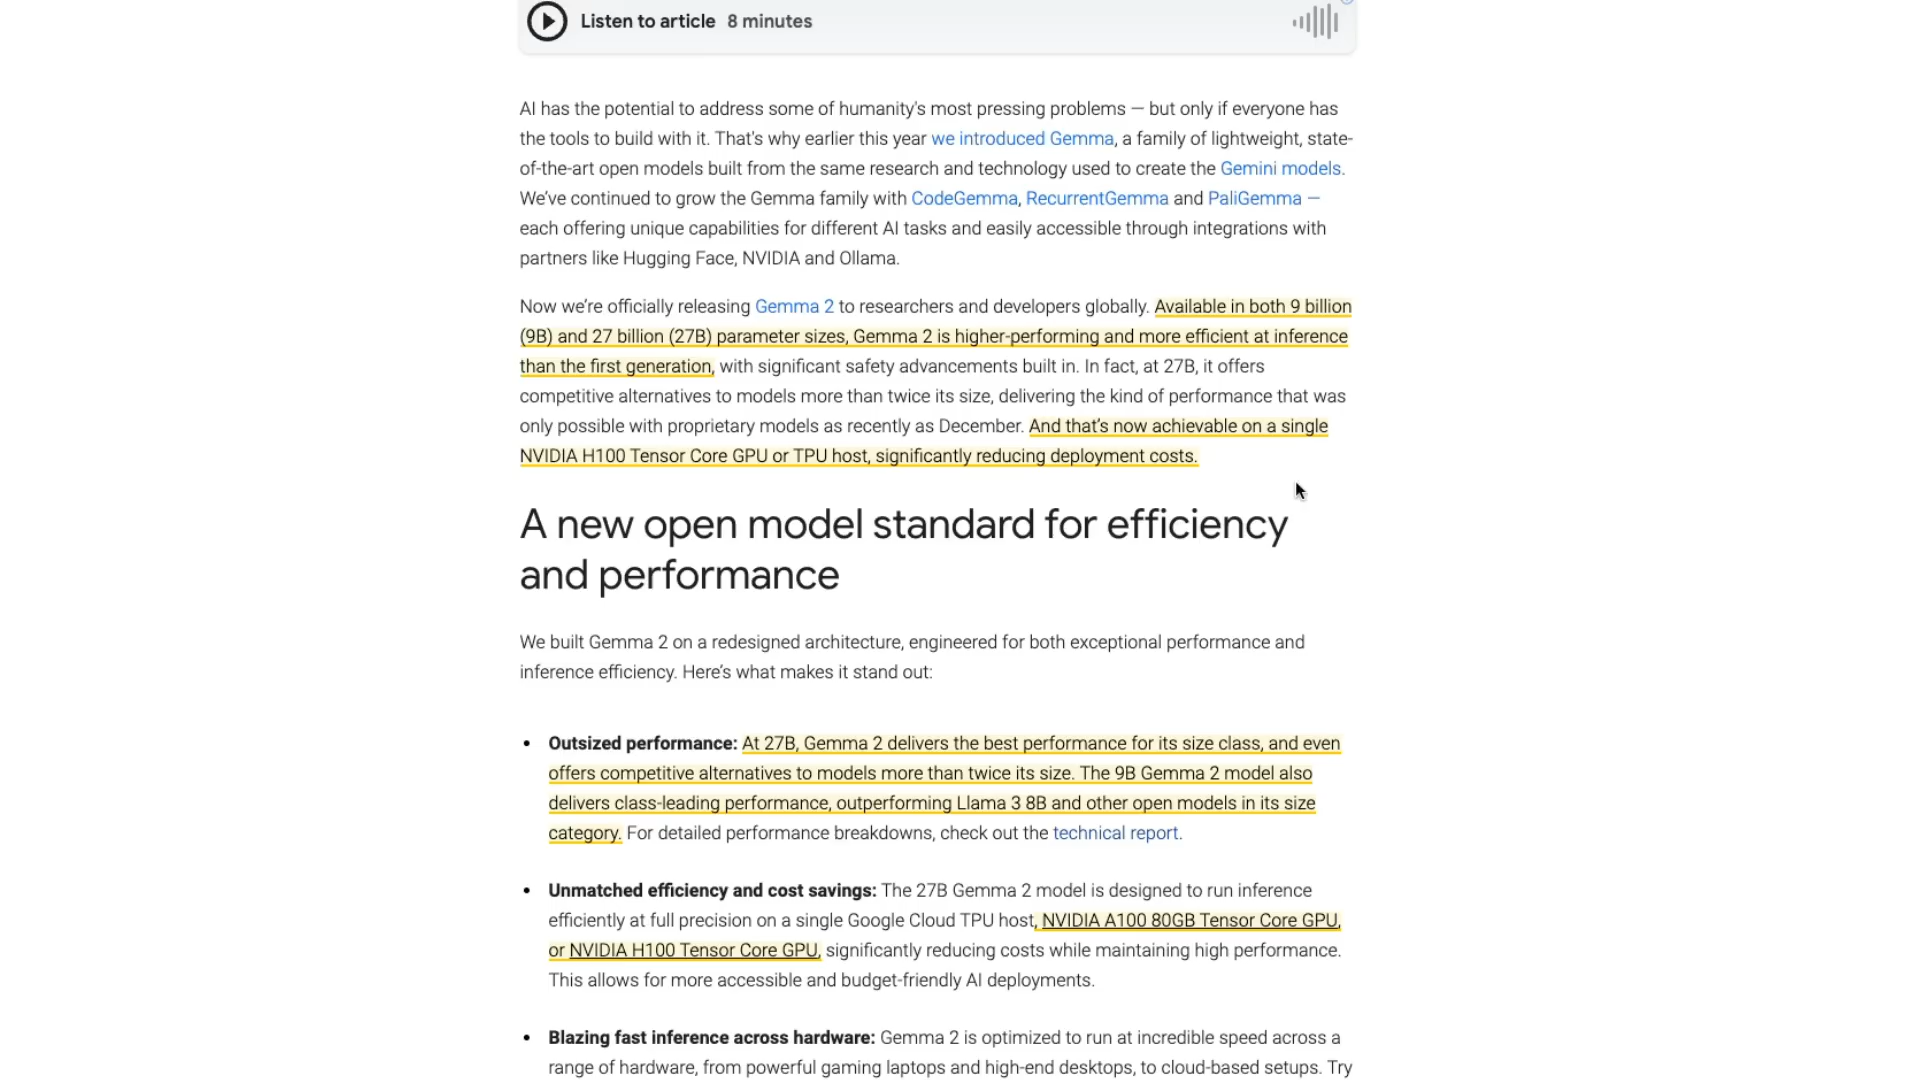 Listen to article 8 minutes
AI has the potential to address some of humanity's most pressing problems — but only if everyone has
the tools to build with it. That's why earlier this year we introduced Gemma, a family of lightweight, state-
of-the-art open models built from the same research and technology used to create the Gemini models.
We've continued to grow the Gemma family with CodeGemma, RecurrentGemma and PaliGemma —
each offering unique capabilities for different AI tasks and easily accessible through integrations with
partners like Hugging Face, NVIDIA and Ollama.
Now we're officially releasing Gemma 2 to researchers and developers globally. Available in both 9 billion
(9B) and 27 billion (27B) parameter sizes, Gemma 2 is higher-performing and more efficient at inference
than the first generation, with significant safety advancements built in. In fact, at 27B, it offers
competitive alternatives to models more than twice its size, delivering the kind of performance that was
only possible with proprietary models as recently as December. And that's now achievable on a single
NVIDIA H100 Tensor Core GPU or TPU host, significantly reducing deployment costs.
A new open model standard for efficiency
and performance
We built Gemma 2 on a redesigned architecture, engineered for both exceptional performance and
inference efficiency. Here's what makes it stand out:
• Outsized performance: At 27B, Gemma 2 delivers the best performance for its size class, and even
offers competitive alternatives to models more than twice its size. The 9B Gemma 2 model also
delivers class-leading performance, outperforming Llama 3 8B and other open models in its size
category. For detailed performance breakdowns, check out the technical report.
• Unmatched efficiency and cost savings: The 27B Gemma 2 model is designed to run inference
efficiently at full precision on a single Google Cloud TPU host, NVIDIA A100 80GB Tensor Core GPU,
or NVIDIA H100 Tensor Core GPU, significantly reducing costs while maintaining high performance.
This allows for more accessible and budget-friendly AI deployments.
• Blazing fast inference across hardware: Gemma 2 is optimized to run at incredible speed across a
range of hardware, from powerful gaming laptops and high-end desktops, to cloud-based setups. Try